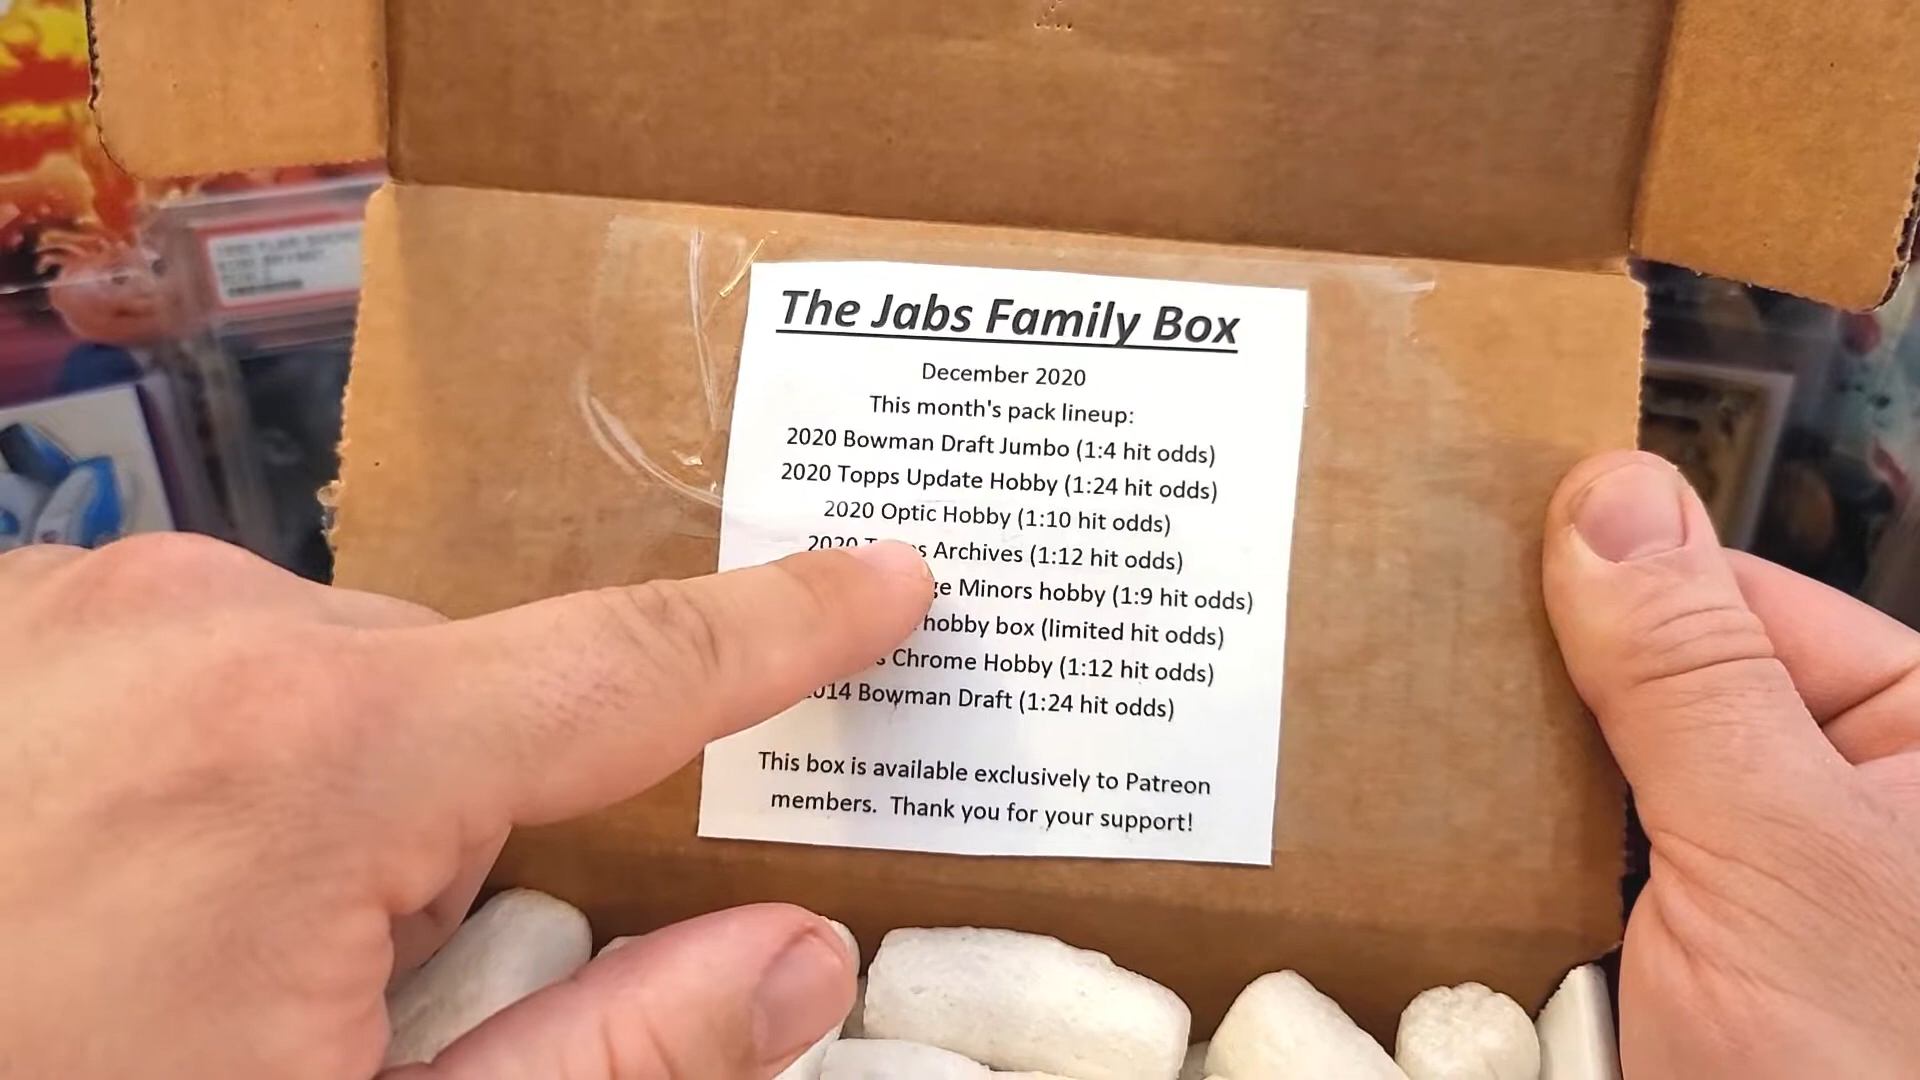 The Jabs Family Box
December 2020
This month's pack lineup:
2020 Bowman Draft Jumbo (1:4 hit odds)
2020 Topps Update Hobby (1:24 hit odds)
2020 Optic Hobby (1:10 hit odds)
2020 Archives (1:12 hit odds)
Minors hobby (1:9 hit odds)
hobby box (limited hit odds)
Chrome Hobby (1:12 hit odds)
Bowman Draft (1:24 hit odds)
This box is available exclusively to Patreon
members. Thank you for your support!